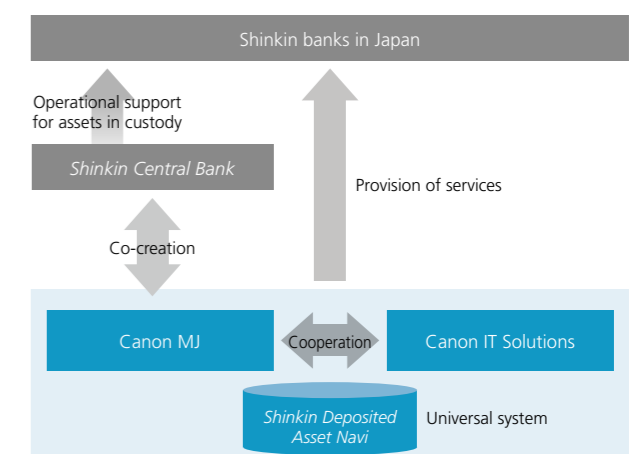 Shinkin banks in Japan
Operational support
for assets in custody
Shinkin Central Bank
Provision of services
Co-creation
Canon MJ
Cooperation
Canon IT Solutions
Shinkin Deposited
Asset Navi
Universal system